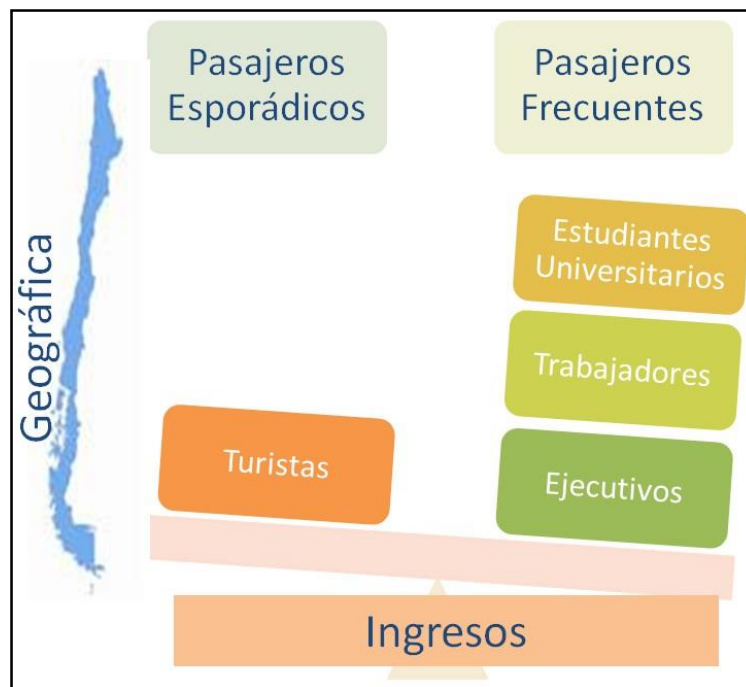 Pasajeros
Esporádicos
Pasajeros
Frecuentes
Geográfica
Estudiantes
Universitarios
Trabajadores
Turistas
Ejecutivos
Ingresos